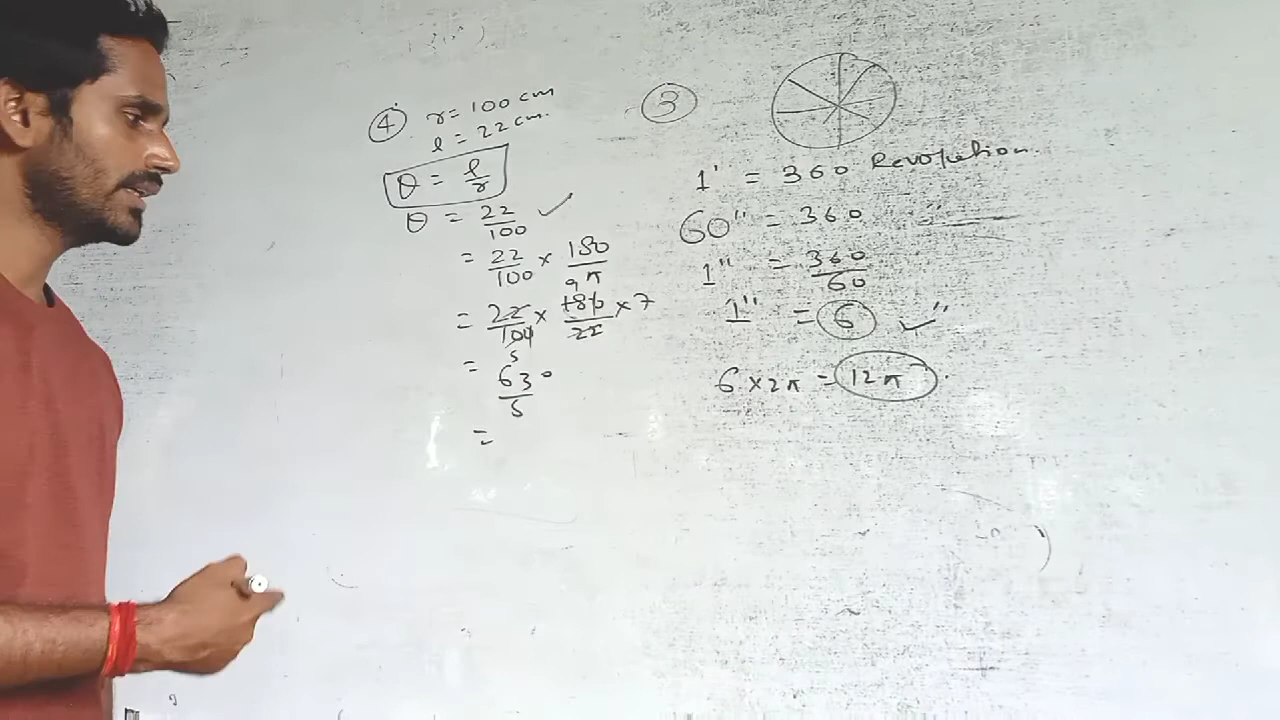 ④ r = 100 cm
l = 22 cm.
θ = l/r
θ = 22/100 ✓
= 22/100 × 180/π
= 22/100 × 180/22 × 7
= 63°/5
=
③
1' = 360 Revolution.
60" = 360 "
1" = 360/60
1" = 6 ✓"
6 × 2π = 12π.